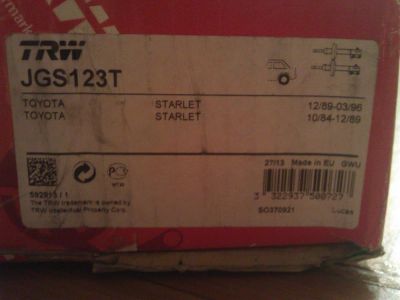 TRW
JGS123T
TOYOTA STARLET 12/89-03/96
TOYOTA STARLET 10/84-12/89
27/13 Made in EU GWU
The TRW trademark is owned by
TRW Intellectual Property Corp.
3 322937 500727
SO370921 Lucas